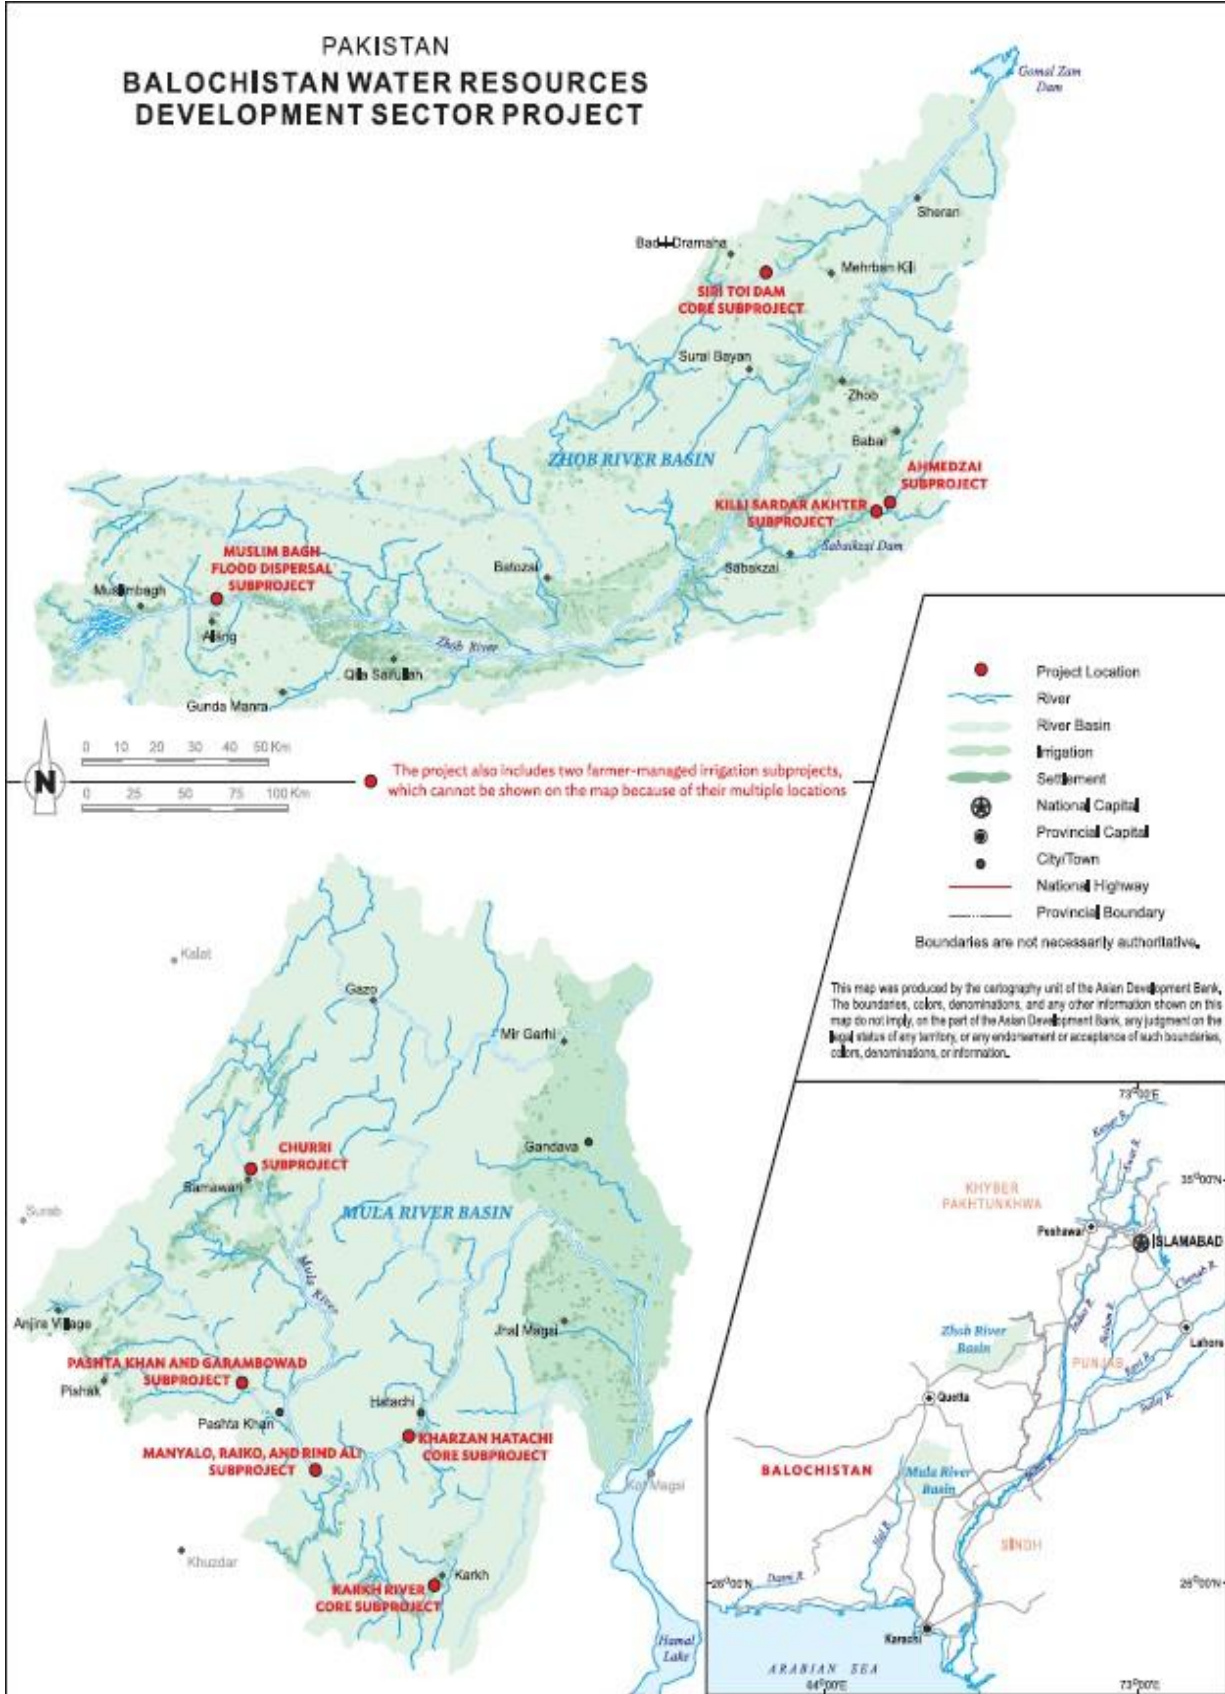 PAKISTAN
BALOCHISTAN WATER RESOURCES
DEVELOPMENT SECTOR PROJECT
Gomal Zam
Dam
Sheran
Mehrban Kili
SIRI TOI DAM
CORE SUBPROJECT
Surai Bayan
Zhob
Babar
ZHOB RIVER BASIN
AHMEDZAI
SUBPROJECT
KILLI SARDAR AKHTER
SUBPROJECT
Sabakzai Dam
Sabakzai
MUSLIM BAGH
FLOOD DISPERSAL
SUBPROJECT
Batozai
Muslimbagh
Zhob River
Qila Saifullah
Gunda Manra
0 10 20 30 40 50 Km
N
0 25 50 75 100 Km
The project also includes two farmer-managed irrigation subprojects,
which cannot be shown on the map because of their multiple locations
Project Location
River
River Basin
Irrigation
Settlement
National Capital
Provincial Capital
City/Town
National Highway
Provincial Boundary
Boundaries are not necessarily authoritative.
This map was produced by the cartography unit of the Asian Development Bank.
The boundaries, colors, denominations, and any other information shown on this
map do not imply, on the part of the Asian Development Bank, any judgment on the
legal status of any territory, or any endorsement or acceptance of such boundaries,
colors, denominations, or information.
Kalat
Gazo
Mir Garhi
Gandava
CHURRI
SUBPROJECT
Bamawari
Surab
MULA RIVER BASIN
Mula River
Anjira Village
Jhal Magsi
PASHTA KHAN AND GARAMBOWAD
SUBPROJECT
Pishak
Pashta Khan
Hatachi
KHARZAN HATACHI
CORE SUBPROJECT
MANYALO, RAIKO, AND RIND ALI
SUBPROJECT
Kot Magsi
Khuzdar
Karkh
KARKH RIVER
CORE SUBPROJECT
Hamal
Lake
73°00'E
Kunar R.
Swat R.
35°00'N
KHYBER
PAKHTUNKHWA
Peshawar
ISLAMABAD
Chenab R.
Jhelum R.
Indus R.
Zhob River
Basin
PUNJAB
Lahore
Ravi R.
Sutlej R.
Quetta
BALOCHISTAN
Mula River
Basin
Indus R.
Hab R.
SINDH
Dasht R.
26°00'N
26°00'N
Karachi
ARABIAN SEA
64°00'E
73°00'E